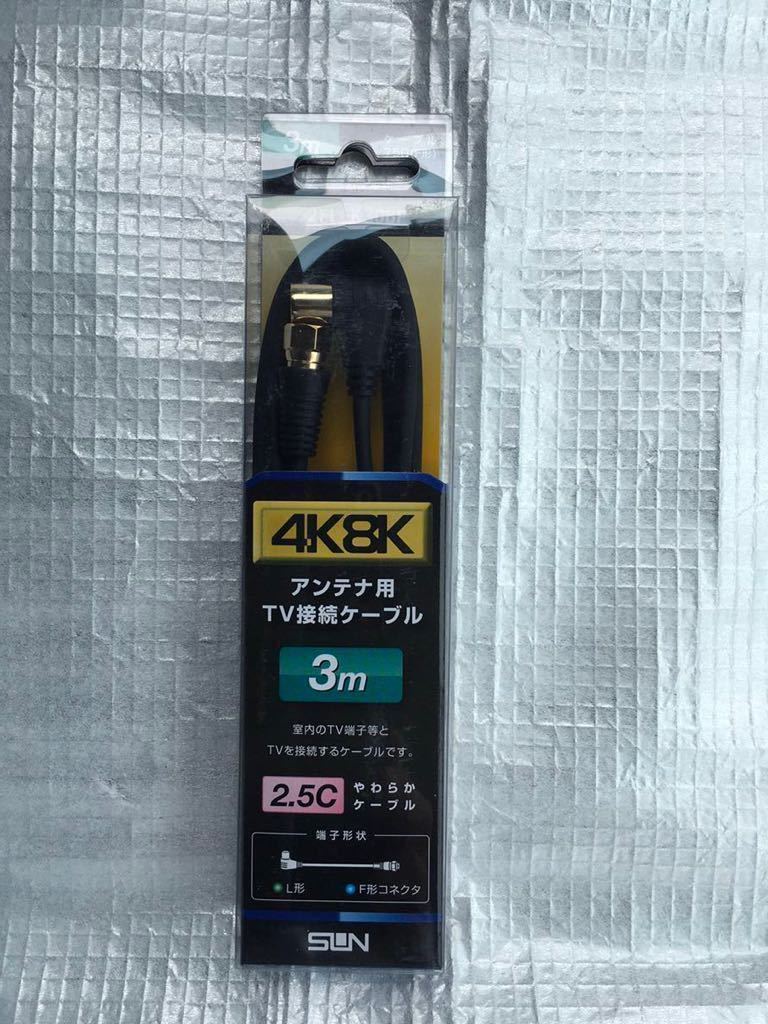 3m
4K8K
アンテナ用
TV接続ケーブル
3m
室内のTV端子等と
TVを接続するケーブルです。
2.5C
やわらか
ケーブル
端子形状
L形
F形コネクタ
SUN